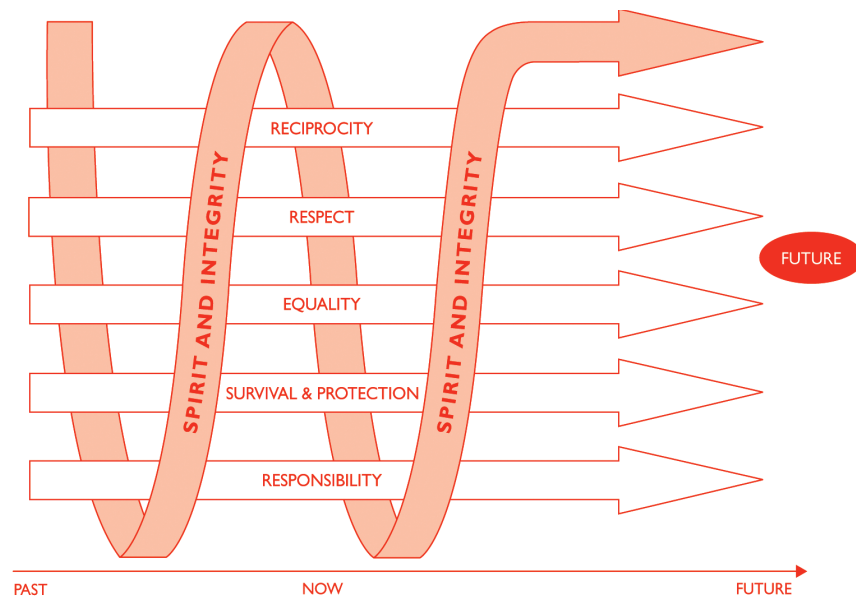 RECIPROCITY
SPIRIT AND INTEGRITY
SPIRIT AND INTEGRITY
RESPECT
FUTURE
EQUALITY
SURVIVAL & PROTECTION
RESPONSIBILITY
PAST
NOW
FUTURE